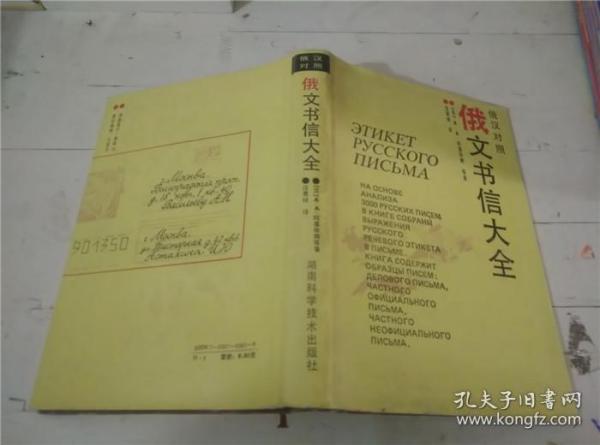 俄汉对照
俄文书信大全
ЭТИКЕТ
РУССКОГО
ПИСЬМА
НА ОСНОВЕ
АНАЛИЗА
3000 РУССКИХ ПИСЕМ
В КНИГЕ СОБРАНЫ
ВЫРАЖЕНИЯ
РУССКОГО
РЕЧЕВОГО ЭТИКЕТА
В ПИСЬМЕ.
КНИГА СОДЕРЖИТ
ОБРАЗЦЫ ПИСЕМ:
ДЕЛОВОГО ПИСЬМА,
ЧАСТНОГО
ОФИЦИАЛЬНОГО
ПИСЬМА,
ЧАСТНОГО
НЕОФИЦИАЛЬНОГО
ПИСЬМА.
俄汉
对照
俄文书信大全
湖南科学技术出版社
г. Москва
901350
г. Москва
孔夫子旧书网
www.kongfz.com